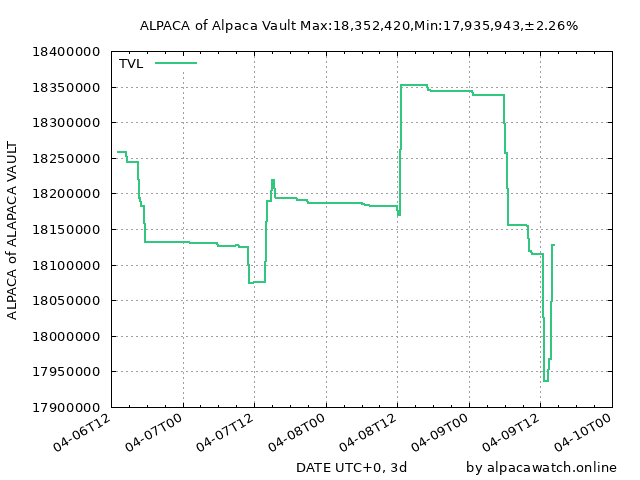 ALPACA of Alpaca Vault Max:18,352,420,Min:17,935,943,±2.26%
TVL
18400000
18350000
18300000
18250000
18200000
18150000
18100000
18050000
18000000
17950000
17900000
ALPACA of ALAPACA VAULT
04-06T12
04-07T00
04-07T12
04-08T00
04-08T12
04-09T00
04-09T12
04-10T00
DATE UTC+0, 3d
by alpacawatch.online